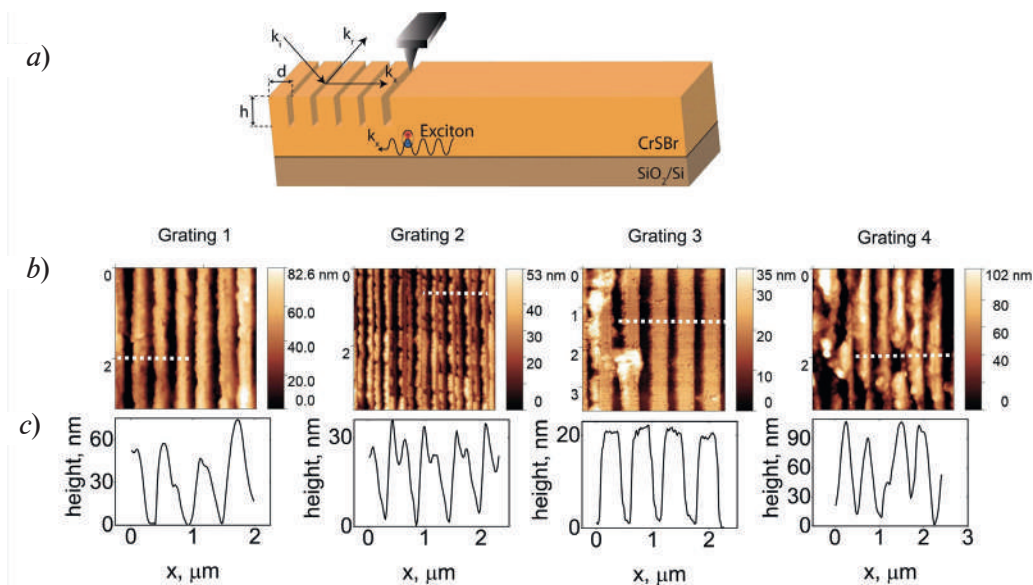 a)
k_i
k_r
d
k_x
h
Exciton
k_x
CrSBr
SiO₂/Si
Grating 1
Grating 2
Grating 3
Grating 4
b)
0
2
82.6 nm
60.0
40.0
20.0
0.0
0
2
53 nm
40
30
20
10
0
0
1
2
3
35 nm
30
20
10
0
0
2
102 nm
80
60
40
0
c)
height, nm
60
30
0
0 1 2
x, μm
height, nm
30
0
0 1 2
x, μm
height, nm
20
0
0 1 2
x, μm
height, nm
90
60
30
0
0 1 2 3
x, μm